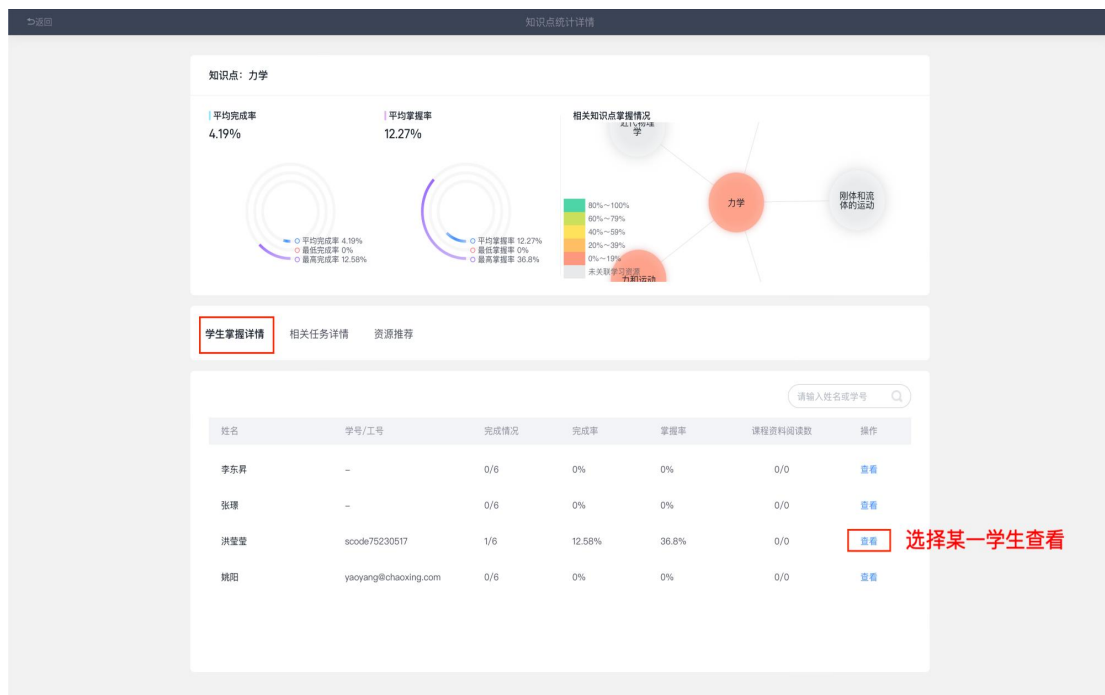 返回
知识点统计详情
知识点：力学
平均完成率
4.19%
平均掌握率
12.27%
相关知识点掌握情况
平均完成率 4.19%
最低完成率 0%
最高完成率 12.58%
平均掌握率 12.27%
最低掌握率 0%
最高掌握率 36.8%
80%～100%
60%～79%
40%～59%
20%～39%
0%～19%
未关联学习资源
近代物理
学
力学
刚体和流
体的运动
力和运动
学生掌握详情 相关任务详情 资源推荐
请输入姓名或学号
姓名 学号/工号 完成情况 完成率 掌握率 课程资料阅读数 操作
李东昇 – 0/6 0% 0% 0/0 查看
张璟 – 0/6 0% 0% 0/0 查看
洪莹莹 scode75230517 1/6 12.58% 36.8% 0/0 查看
选择某一学生查看
姚阳 yaoyang@chaoxing.com 0/6 0% 0% 0/0 查看